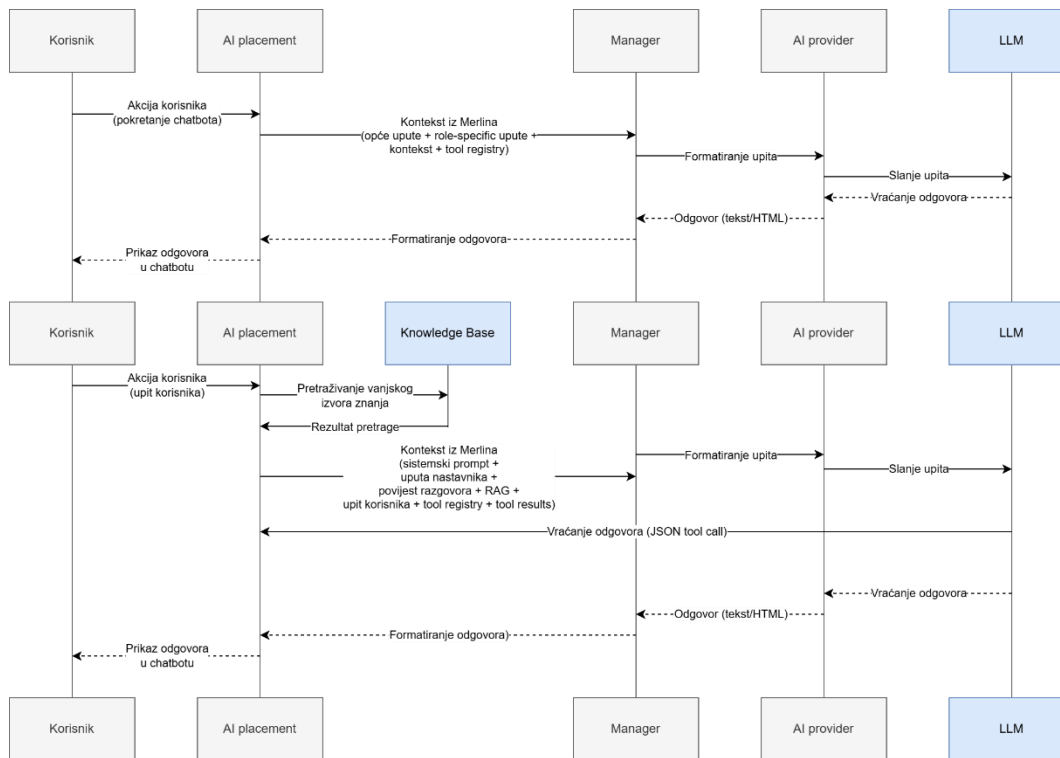 Korisnik
AI placement
Manager
AI provider
LLM
Akcija korisnika
(pokretanje chatbota)
Kontekst iz Merlina
(opće upute + role-specific upute +
kontekst + tool registry)
Formatiranje upita
Slanje upita
Vraćanje odgovora
Odgovor (tekst/HTML)
Formatiranje odgovora
Prikaz odgovora
u chatbotu
Korisnik
AI placement
Knowledge Base
Manager
AI provider
LLM
Akcija korisnika
(upit korisnika)
Pretraživanje vanjskog
izvora znanja
Rezultat pretrage
Kontekst iz Merlina
(sistemski prompt +
uputa nastavnika +
povijest razgovora + RAG +
upit korisnika + tool registry + tool results)
Formatiranje upita
Slanje upita
Vraćanje odgovora (JSON tool call)
Vraćanje odgovora
Odgovor (tekst/HTML)
Formatiranje odgovora)
Prikaz odgovora
u chatbotu
Korisnik
AI placement
Manager
AI provider
LLM